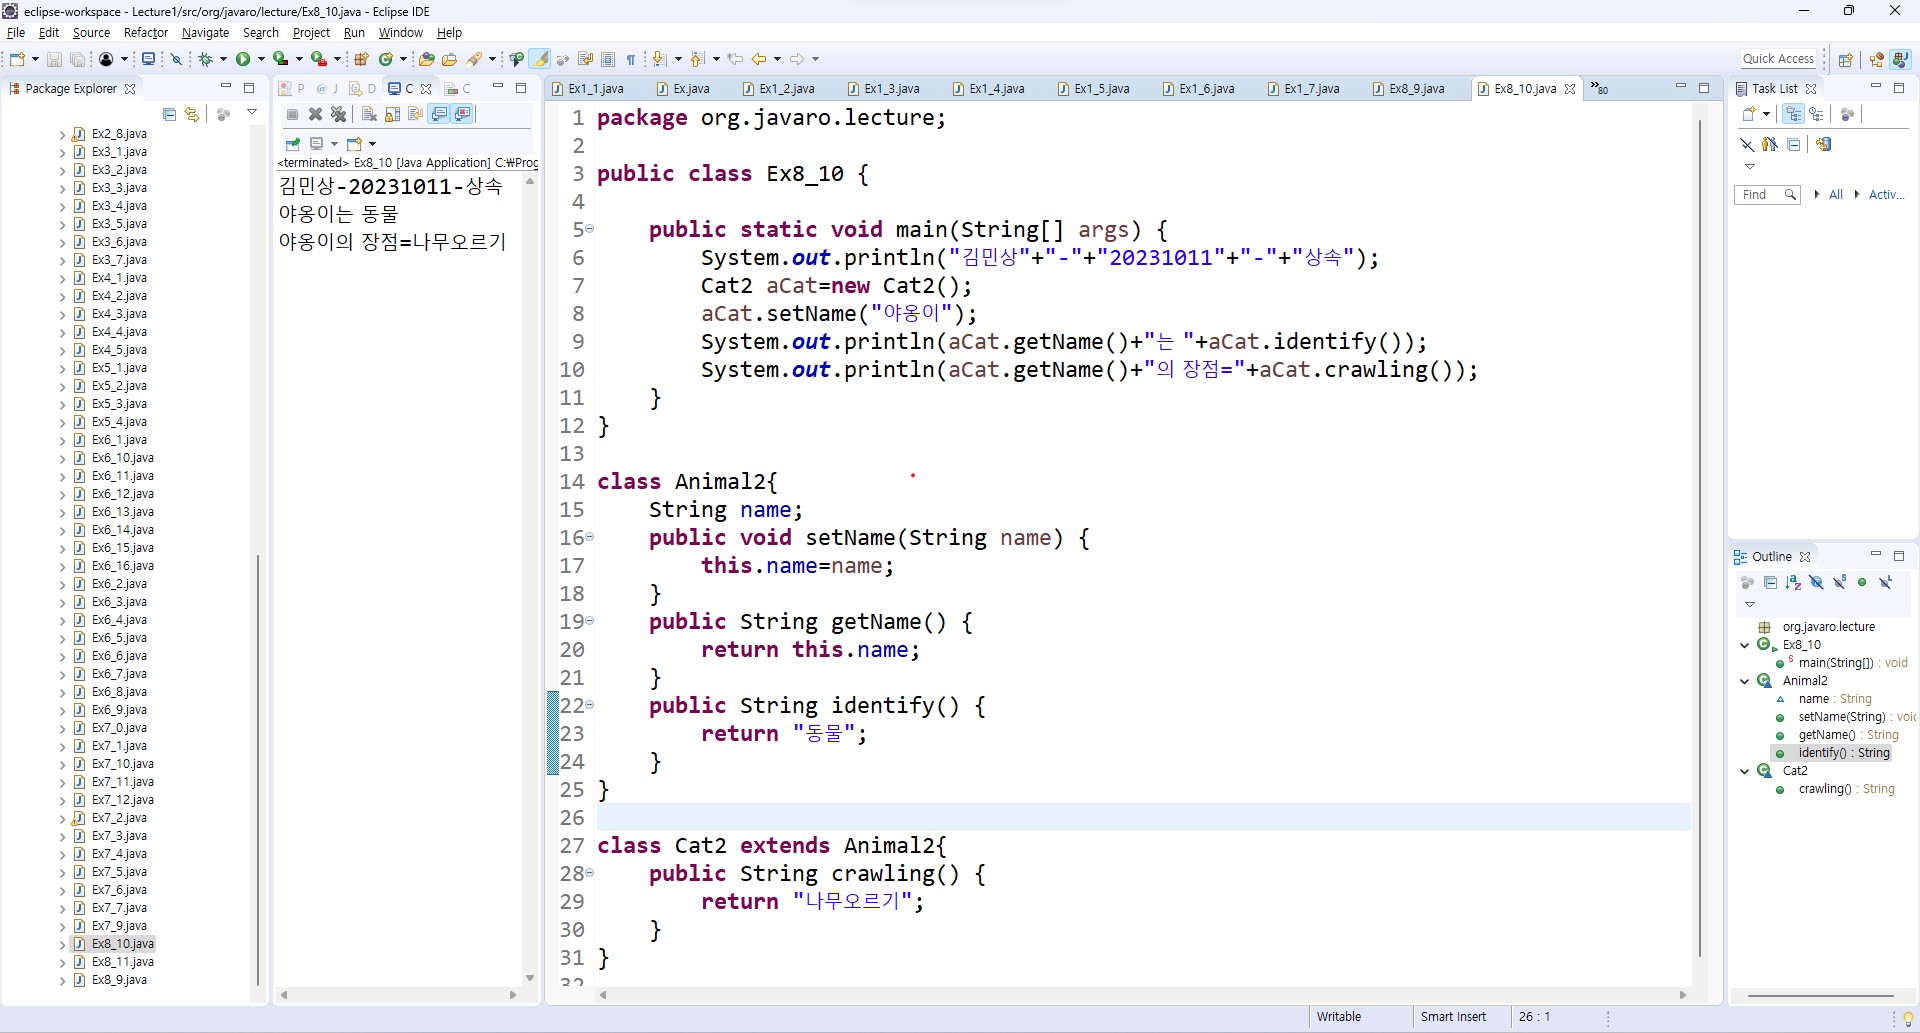 eclipse-workspace - Lecture1/src/org/javaro/lecture/Ex8_10.java - Eclipse IDE
File Edit Source Refactor Navigate Search Project Run Window Help
Quick Access
Package Explorer
Ex2_8.java
Ex3_1.java
Ex3_2.java
Ex3_3.java
Ex3_4.java
Ex3_5.java
Ex3_6.java
Ex3_7.java
Ex4_1.java
Ex4_2.java
Ex4_3.java
Ex4_4.java
Ex4_5.java
Ex5_1.java
Ex5_2.java
Ex5_3.java
Ex5_4.java
Ex6_1.java
Ex6_10.java
Ex6_11.java
Ex6_12.java
Ex6_13.java
Ex6_14.java
Ex6_15.java
Ex6_16.java
Ex6_2.java
Ex6_3.java
Ex6_4.java
Ex6_5.java
Ex6_6.java
Ex6_7.java
Ex6_8.java
Ex6_9.java
Ex7_0.java
Ex7_1.java
Ex7_10.java
Ex7_11.java
Ex7_12.java
Ex7_2.java
Ex7_3.java
Ex7_4.java
Ex7_5.java
Ex7_6.java
Ex7_7.java
Ex7_9.java
Ex8_10.java
Ex8_11.java
Ex8_9.java
P @ J D C C
<terminated> Ex8_10 [Java Application] C:₩Prog
김민상-20231011-상속
야옹이는 동물
야옹이의 장점=나무오르기
Ex1_1.java Ex.java Ex1_2.java Ex1_3.java Ex1_4.java Ex1_5.java Ex1_6.java Ex1_7.java Ex8_9.java Ex8_10.java »80
1 package org.javaro.lecture;
2
3 public class Ex8_10 {
4
5 public static void main(String[] args) {
6 System.out.println("김민상"+"-"+"20231011"+"-"+"상속");
7 Cat2 aCat=new Cat2();
8 aCat.setName("야옹이");
9 System.out.println(aCat.getName()+"는 "+aCat.identify());
10 System.out.println(aCat.getName()+"의 장점="+aCat.crawling());
11 }
12 }
13
14 class Animal2{
15 String name;
16 public void setName(String name) {
17 this.name=name;
18 }
19 public String getName() {
20 return this.name;
21 }
22 public String identify() {
23 return "동물";
24 }
25 }
26
27 class Cat2 extends Animal2{
28 public String crawling() {
29 return "나무오르기";
30 }
31 }
32
Task List
Find All Activ...
Outline
org.javaro.lecture
Ex8_10
main(String[]) : void
Animal2
name : String
setName(String) : voic
getName() : String
identify() : String
Cat2
crawling() : String
Writable Smart Insert 26 : 1